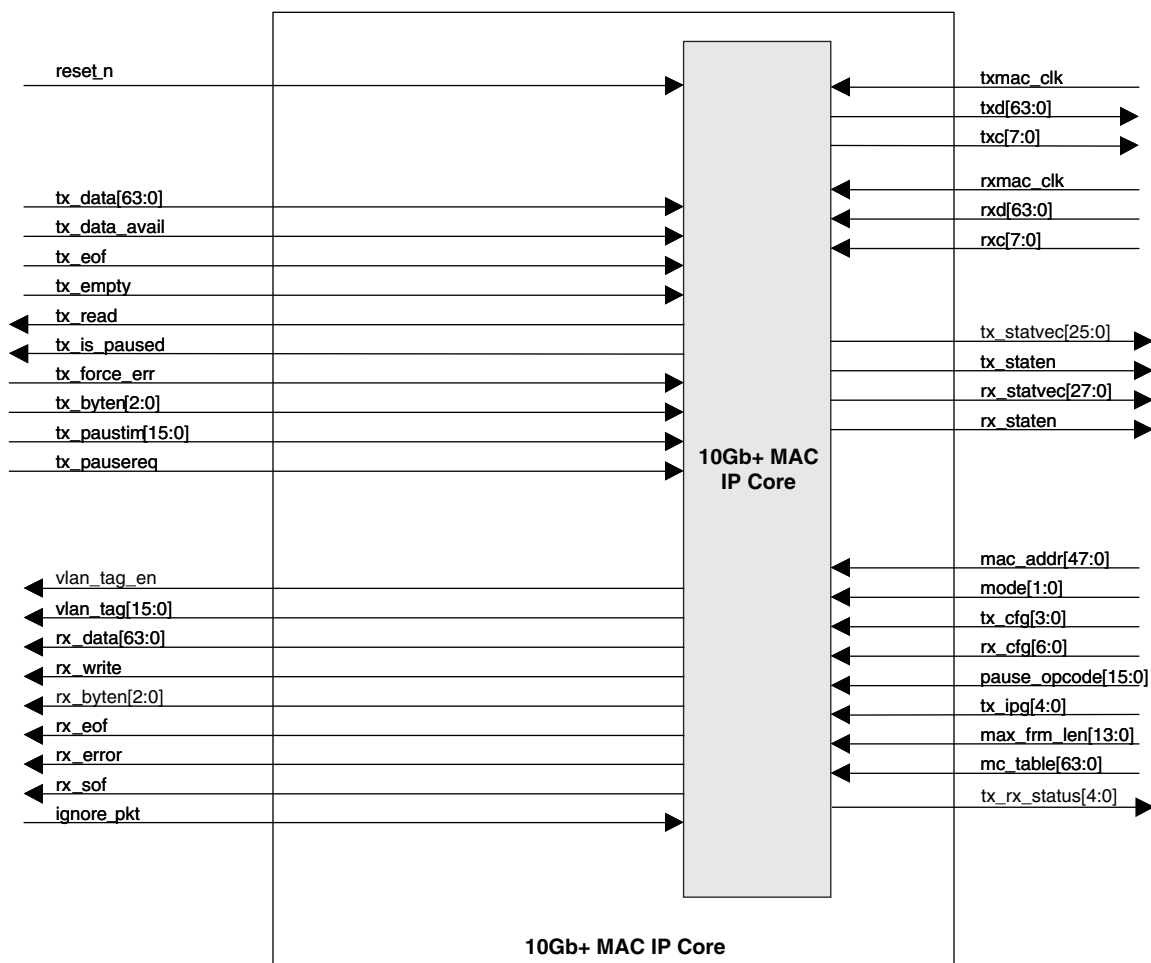 reset_n
tx_data[63:0]
tx_data_avail
tx_eof
tx_empty
tx_read
tx_is_paused
tx_force_err
tx_byten[2:0]
tx_paustim[15:0]
tx_pausereq
vlan_tag_en
vlan_tag[15:0]
rx_data[63:0]
rx_write
rx_byten[2:0]
rx_eof
rx_error
rx_sof
ignore_pkt
10Gb+ MAC
IP Core
txmac_clk
txd[63:0]
txc[7:0]
rxmac_clk
rxd[63:0]
rxc[7:0]
tx_statvec[25:0]
tx_staten
rx_statvec[27:0]
rx_staten
mac_addr[47:0]
mode[1:0]
tx_cfg[3:0]
rx_cfg[6:0]
pause_opcode[15:0]
tx_ipg[4:0]
max_frm_len[13:0]
mc_table[63:0]
tx_rx_status[4:0]
10Gb+ MAC IP Core